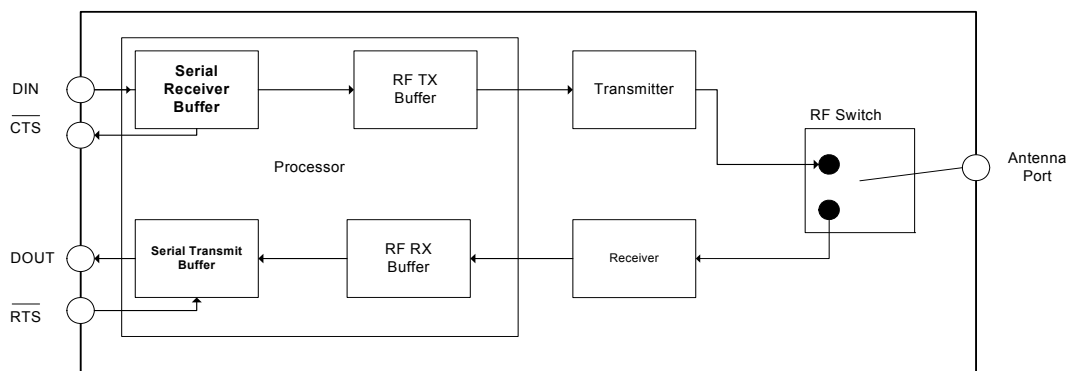 DIN
CTS
Serial
Receiver
Buffer
RF TX
Buffer
Transmitter
RF Switch
Antenna
Port
Processor
DOUT
RTS
Serial Transmit
Buffer
RF RX
Buffer
Receiver